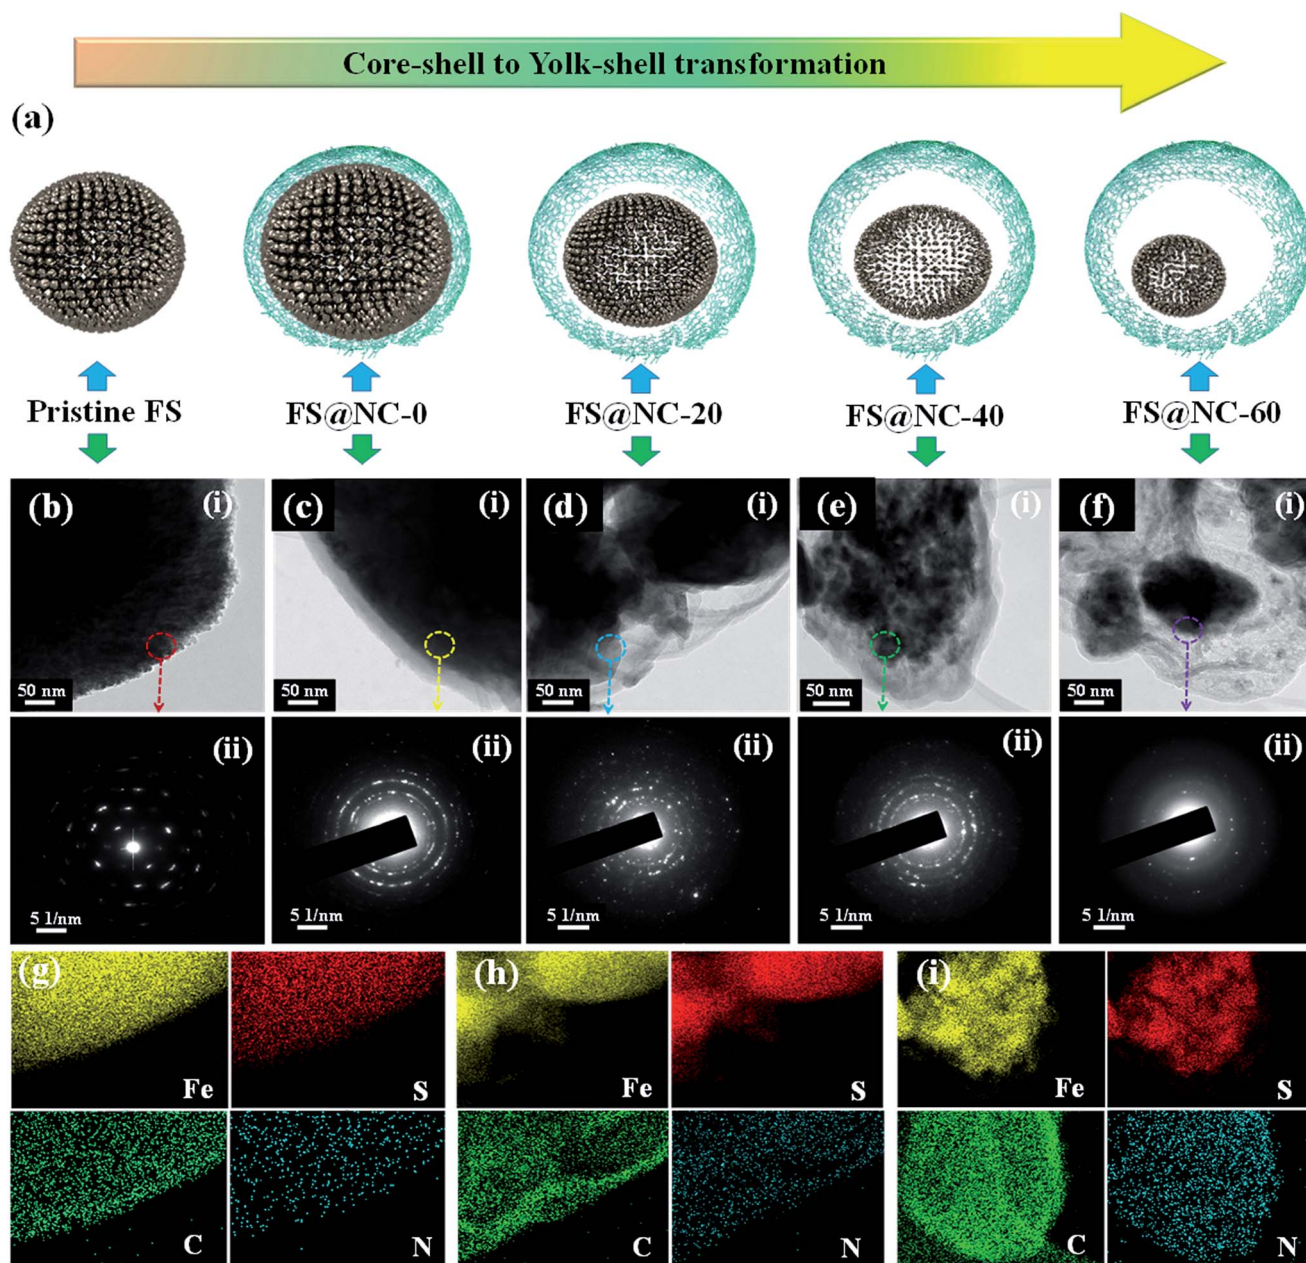 Core-shell to Yolk-shell transformation
(a)
Pristine FS
FS@NC-0
FS@NC-20
FS@NC-40
FS@NC-60
(b)
(i)
(c)
(i)
(d)
(i)
(e)
(i)
(f)
(i)
50 nm
50 nm
50 nm
50 nm
50 nm
(ii)
(ii)
(ii)
(ii)
(ii)
5 1/nm
5 1/nm
5 1/nm
5 1/nm
5 1/nm
(g)
(h)
(i)
Fe
S
Fe
S
Fe
S
C
N
C
N
C
N